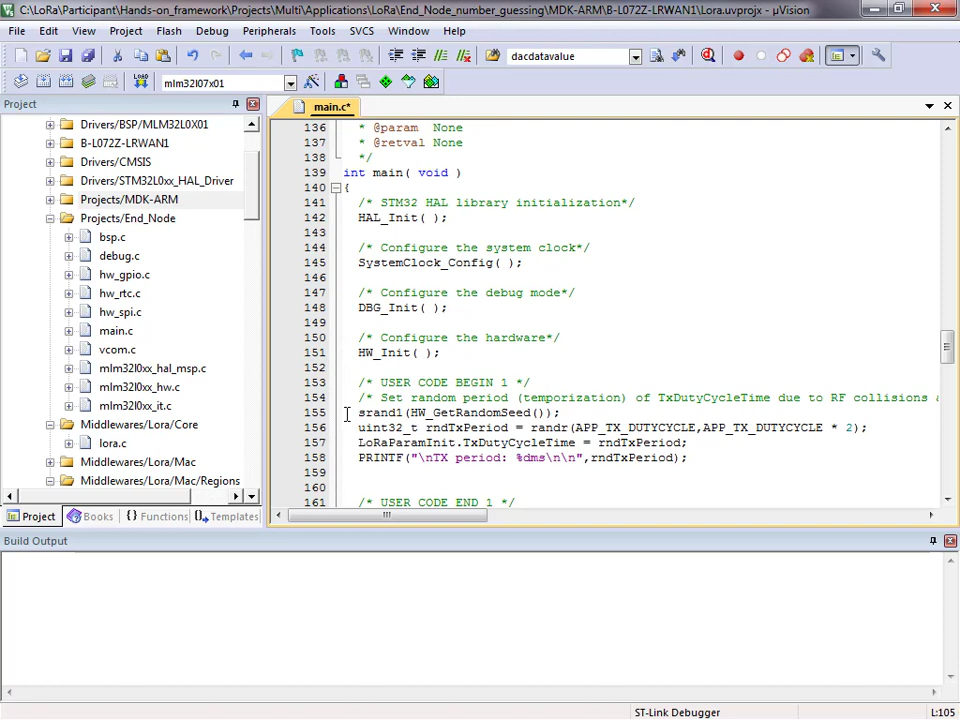 C:\LoRa\Participant\Hands-on_framework\Projects\Multi\Applications\LoRa\End_Node_number_guessing\MDK-ARM\B-L072Z-LRWAN1\Lora.uvprojx - µVision
File Edit View Project Flash Debug Peripherals Tools SVCS Window Help
dacdatavalue
LOAD mlm32l07x01
Project
main.c*
Drivers/BSP/MLM32L0X01
B-L072Z-LRWAN1
Drivers/CMSIS
Drivers/STM32L0xx_HAL_Driver
Projects/MDK-ARM
Projects/End_Node
bsp.c
debug.c
hw_gpio.c
hw_rtc.c
hw_spi.c
main.c
vcom.c
mlm32l0xx_hal_msp.c
mlm32l0xx_hw.c
mlm32l0xx_it.c
Middlewares/Lora/Core
lora.c
Middlewares/Lora/Mac
Middlewares/Lora/Mac/Regions
Project Books {} Functions Templates
136 * @param None
137 * @retval None
138 */
139 int main( void )
140 {
141 /* STM32 HAL library initialization*/
142 HAL_Init( );
143
144 /* Configure the system clock*/
145 SystemClock_Config( );
146
147 /* Configure the debug mode*/
148 DBG_Init( );
149
150 /* Configure the hardware*/
151 HW_Init( );
152
153 /* USER CODE BEGIN 1 */
154 /* Set random period (temporization) of TxDutyCycleTime due to RF collisions a
155 srand1(HW_GetRandomSeed());
156 uint32_t rndTxPeriod = randr(APP_TX_DUTYCYCLE,APP_TX_DUTYCYCLE * 2);
157 LoRaParamInit.TxDutyCycleTime = rndTxPeriod;
158 PRINTF("\nTX period: %dms\n\n",rndTxPeriod);
159
160
161 /* USER CODE END 1 */
Build Output
ST-Link Debugger L:105